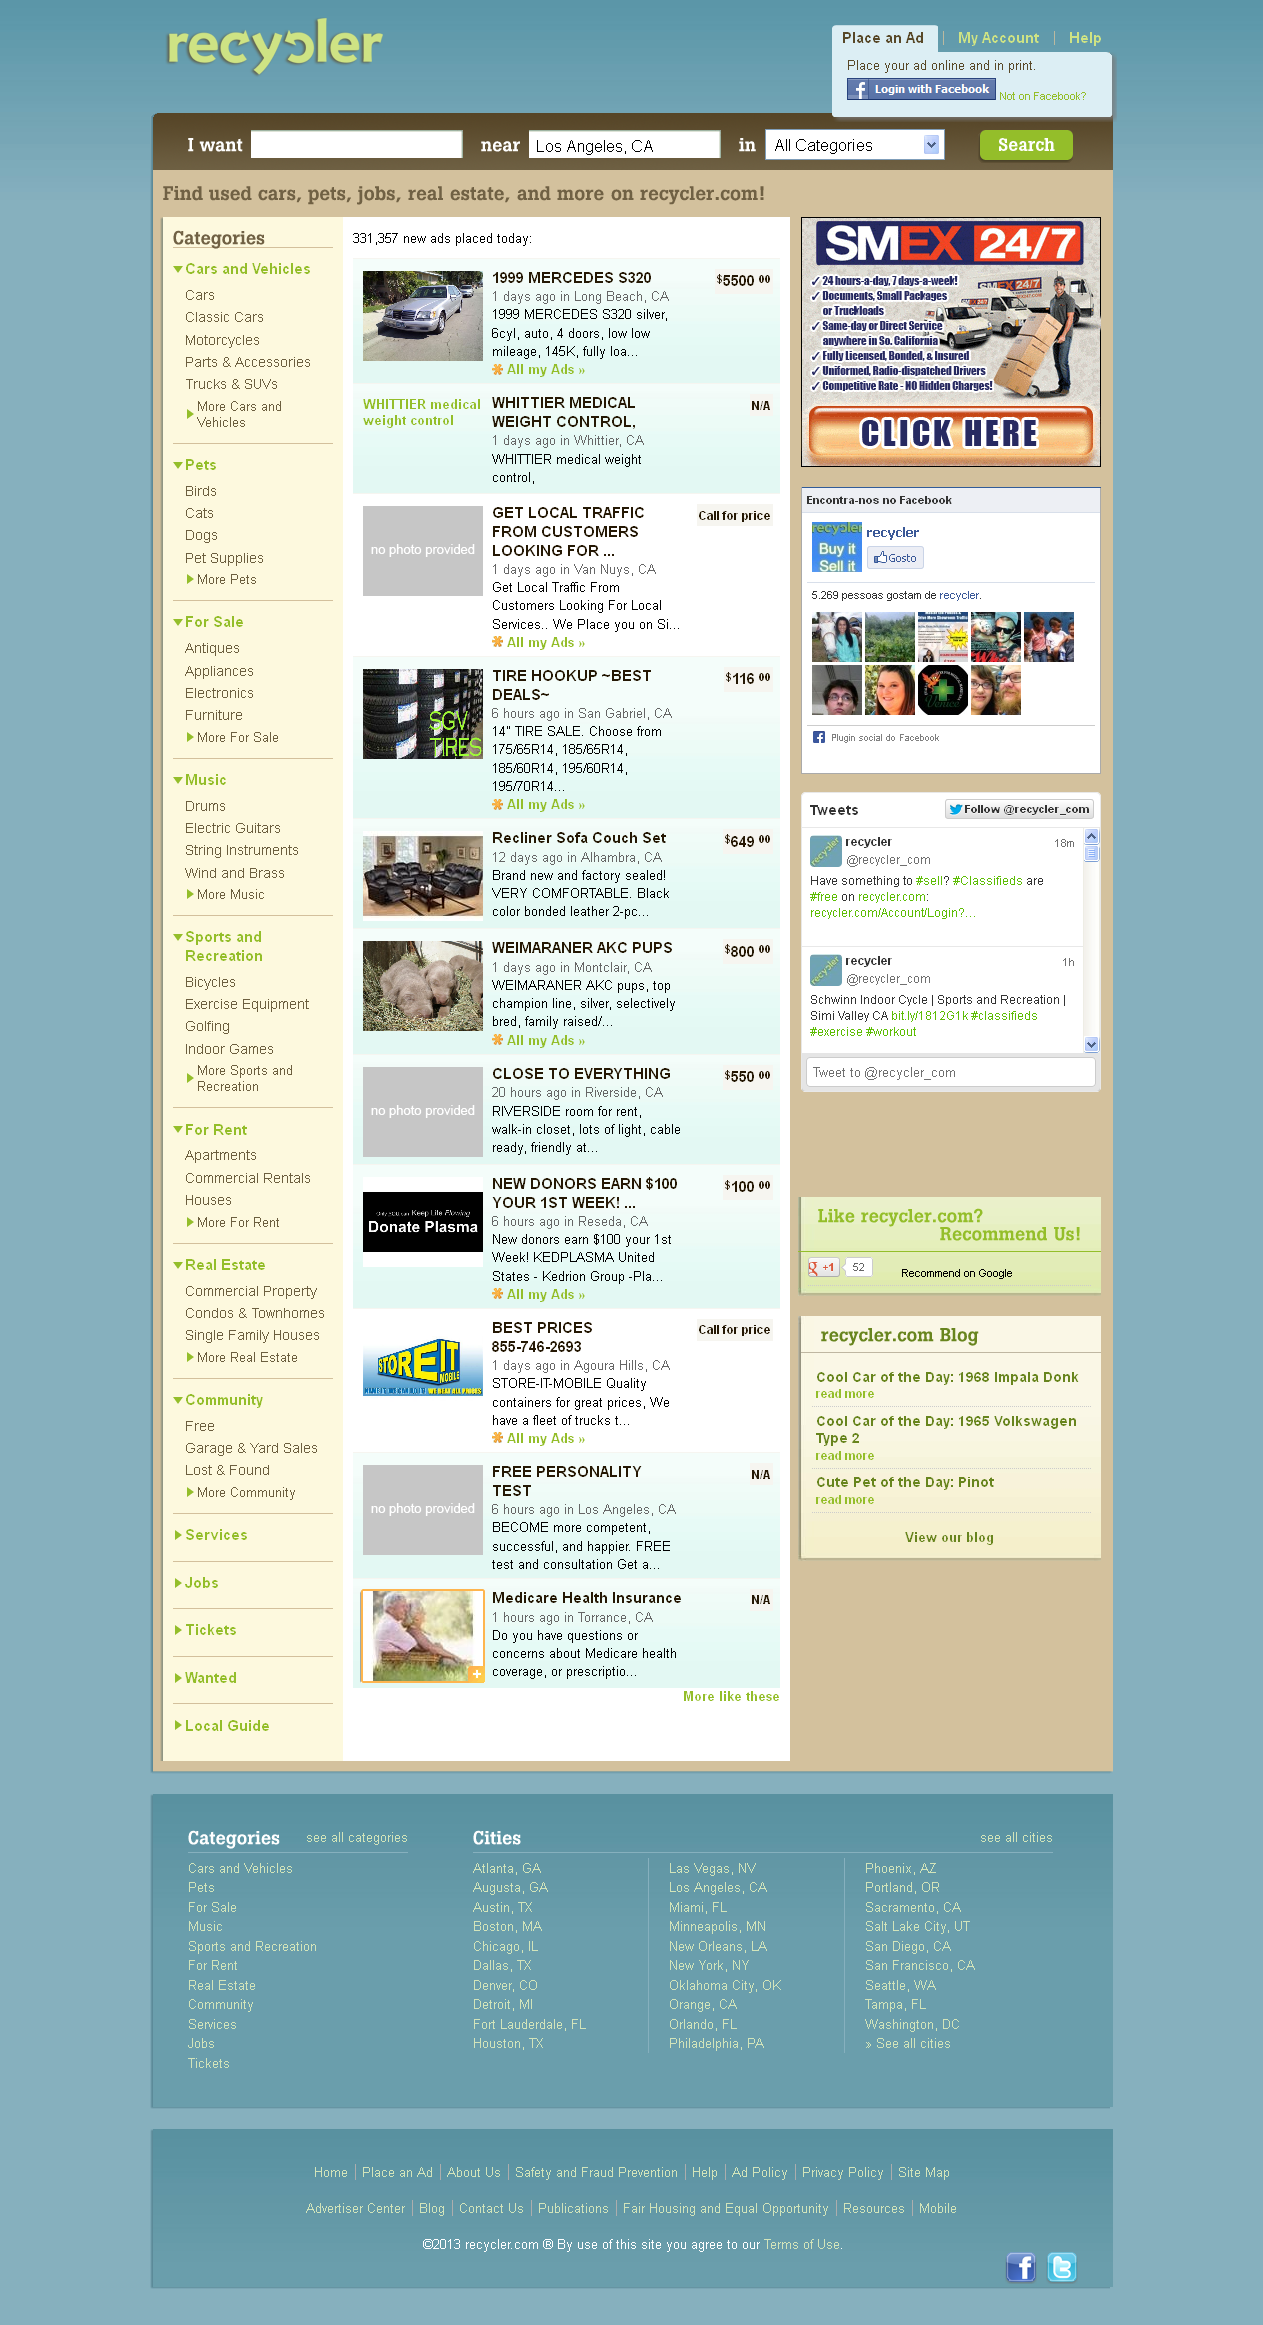 recycler
Place an Ad
My Account
Help
Place your ad online and in print.
Login with Facebook
Not on Facebook?
I want
near
Los Angeles, CA
in
All Categories
Search
Find used cars, pets, jobs, real estate, and more on recycler.com!
Categories
Cars and Vehicles
Cars
Classic Cars
Motorcycles
Parts & Accessories
Trucks & SUVs
More Cars and
Vehicles
Pets
Birds
Cats
Dogs
Pet Supplies
More Pets
For Sale
Antiques
Appliances
Electronics
Furniture
More For Sale
Music
Drums
Electric Guitars
String Instruments
Wind and Brass
More Music
Sports and
Recreation
Bicycles
Exercise Equipment
Golfing
Indoor Games
More Sports and
Recreation
For Rent
Apartments
Commercial Rentals
Houses
More For Rent
Real Estate
Commercial Property
Condos & Townhomes
Single Family Houses
More Real Estate
Community
Free
Garage & Yard Sales
Lost & Found
More Community
Services
Jobs
Tickets
Wanted
Local Guide
331,357 new ads placed today:
1999 MERCEDES S320
$5500 00
1 days ago in Long Beach, CA
1999 MERCEDES S320 silver,
6cyl, auto, 4 doors, low low
mileage, 145K, fully loa...
All my Ads »
WHITTIER medical
weight control
WHITTIER MEDICAL
WEIGHT CONTROL,
N/A
1 days ago in Whittier, CA
WHITTIER medical weight
control,
no photo provided
GET LOCAL TRAFFIC
FROM CUSTOMERS
LOOKING FOR ...
Call for price
1 days ago in Van Nuys, CA
Get Local Traffic From
Customers Looking For Local
Services.. We Place you on Si...
All my Ads »
SGV
TIRES
TIRE HOOKUP ~BEST
DEALS~
$116 00
6 hours ago in San Gabriel, CA
14" TIRE SALE. Choose from
175/65R14, 185/65R14,
185/60R14, 195/60R14,
195/70R14...
All my Ads »
Recliner Sofa Couch Set
$649 00
12 days ago in Alhambra, CA
Brand new and factory sealed!
VERY COMFORTABLE. Black
color bonded leather 2-pc...
WEIMARANER AKC PUPS
$800 00
1 days ago in Montclair, CA
WEIMARANER AKC pups, top
champion line, silver, selectively
bred, family raised/...
All my Ads »
no photo provided
CLOSE TO EVERYTHING
$550 00
20 hours ago in Riverside, CA
RIVERSIDE room for rent,
walk-in closet, lots of light, cable
ready, friendly at...
Only YOU can Keep Life Flowing
Donate Plasma
NEW DONORS EARN $100
YOUR 1ST WEEK! ...
$100 00
6 hours ago in Reseda, CA
New donors earn $100 your 1st
Week! KEDPLASMA United
States - Kedrion Group -Pla...
All my Ads »
STOR E IT
MOBILE
BEST PRICES
855-746-2693
Call for price
1 days ago in Agoura Hills, CA
STORE-IT-MOBILE Quality
containers for great prices, We
have a fleet of trucks t...
All my Ads »
no photo provided
FREE PERSONALITY
TEST
N/A
6 hours ago in Los Angeles, CA
BECOME more competent,
successful, and happier. FREE
test and consultation Get a...
Medicare Health Insurance
N/A
1 hours ago in Torrance, CA
Do you have questions or
concerns about Medicare health
coverage, or prescriptio...
More like these
SMEX 24/7
24 hours-a-day, 7 days-a-week!
Documents, Small Packages
or Truckloads
Same-day or Direct Service
anywhere in So. California
Fully Licensed, Bonded, & Insured
Uniformed, Radio-dispatched Drivers
Competitive Rate - NO Hidden Charges!
SMEX 24/7
CLICK HERE
Encontra-nos no Facebook
recycler
Buy it
Sell it
recycler
Gosto
5.269 pessoas gostam de recycler.
Plugin social do Facebook
Tweets
Follow @recycler_com
recycler
18m
@recycler_com
Have something to #sell? #Classifieds are
#free on recycler.com:
recycler.com/Account/Login?...
recycler
1h
@recycler_com
Schwinn Indoor Cycle | Sports and Recreation |
Simi Valley CA bit.ly/1812G1k #classifieds
#exercise #workout
Tweet to @recycler_com
Like recycler.com?
Recommend Us!
g +1
52
Recommend on Google
recycler.com Blog
Cool Car of the Day: 1968 Impala Donk
read more
Cool Car of the Day: 1965 Volkswagen
Type 2
read more
Cute Pet of the Day: Pinot
read more
View our blog
Categories
see all categories
Cars and Vehicles
Pets
For Sale
Music
Sports and Recreation
For Rent
Real Estate
Community
Services
Jobs
Tickets
Cities
see all cities
Atlanta, GA
Augusta, GA
Austin, TX
Boston, MA
Chicago, IL
Dallas, TX
Denver, CO
Detroit, MI
Fort Lauderdale, FL
Houston, TX
Las Vegas, NV
Los Angeles, CA
Miami, FL
Minneapolis, MN
New Orleans, LA
New York, NY
Oklahoma City, OK
Orange, CA
Orlando, FL
Philadelphia, PA
Phoenix, AZ
Portland, OR
Sacramento, CA
Salt Lake City, UT
San Diego, CA
San Francisco, CA
Seattle, WA
Tampa, FL
Washington, DC
» See all cities
Home | Place an Ad | About Us | Safety and Fraud Prevention | Help | Ad Policy | Privacy Policy | Site Map
Advertiser Center | Blog | Contact Us | Publications | Fair Housing and Equal Opportunity | Resources | Mobile
©2013 recycler.com ® By use of this site you agree to our Terms of Use.